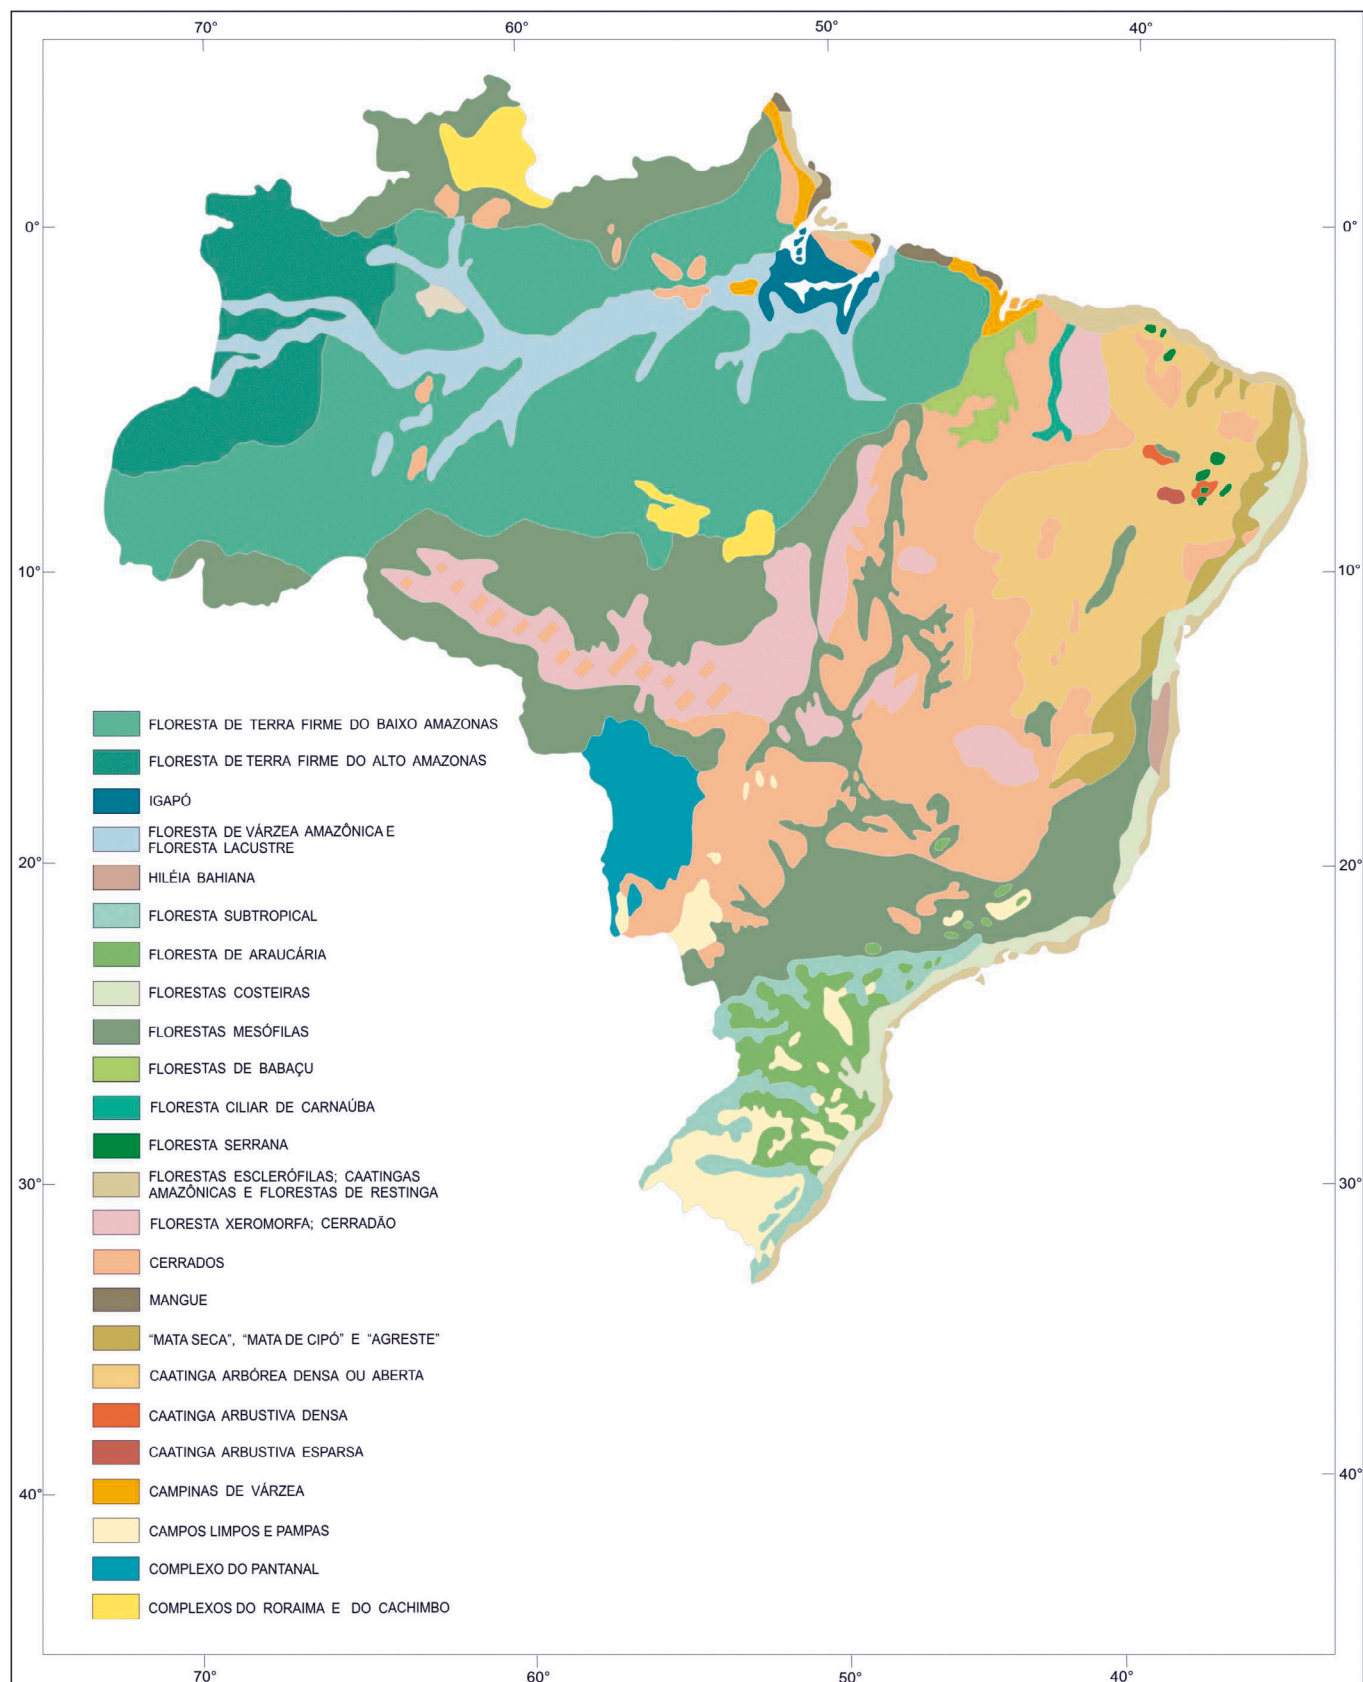 70° 60° 50° 40°
0° 0°
10° 10°
20° 20°
30° 30°
40° 40°
FLORESTA DE TERRA FIRME DO BAIXO AMAZONAS
FLORESTA DE TERRA FIRME DO ALTO AMAZONAS
IGAPÓ
FLORESTA DE VÁRZEA AMAZÔNICA E
FLORESTA LACUSTRE
HILÉIA BAHIANA
FLORESTA SUBTROPICAL
FLORESTA DE ARAUCÁRIA
FLORESTAS COSTEIRAS
FLORESTAS MESÓFILAS
FLORESTAS DE BABAÇU
FLORESTA CILIAR DE CARNAÚBA
FLORESTA SERRANA
FLORESTAS ESCLERÓFILAS; CAATINGAS
AMAZÔNICAS E FLORESTAS DE RESTINGA
FLORESTA XEROMORFA; CERRADÃO
CERRADOS
MANGUE
“MATA SECA”, “MATA DE CIPÓ” E “AGRESTE”
CAATINGA ARBÓREA DENSA OU ABERTA
CAATINGA ARBUSTIVA DENSA
CAATINGA ARBUSTIVA ESPARSA
CAMPINAS DE VÁRZEA
CAMPOS LIMPOS E PAMPAS
COMPLEXO DO PANTANAL
COMPLEXOS DO RORAIMA E DO CACHIMBO
70° 60° 50° 40°